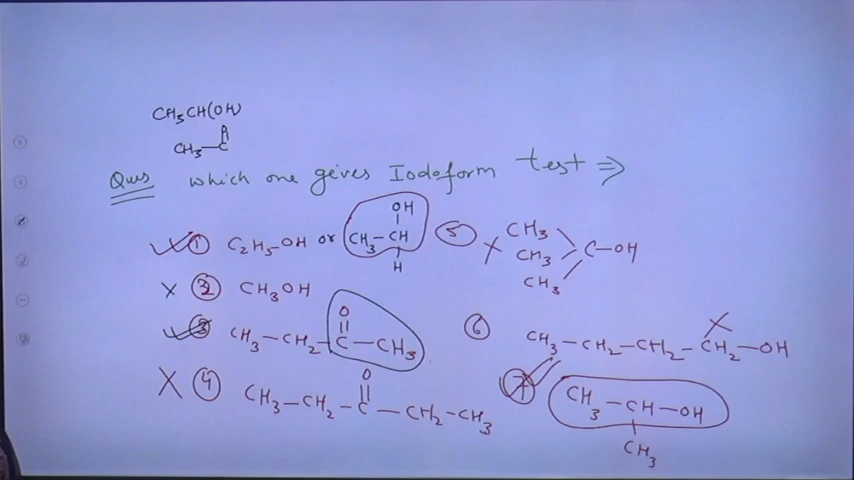 CH₃CH(OH)
O
CH₃—C
Ques which one gives Iodoform test ⇒
① C₂H₅-OH or CH₃—CH
OH
H
② CH₃OH
③ CH₃—CH₂—C—CH₃
O
④ CH₃—CH₂—C—CH₂—CH₃
O
⑤ CH₃
CH₃ C—OH
CH₃
⑥ CH₃—CH₂—CH₂—CH₂—OH
⑦ CH₃—CH—OH
CH₃